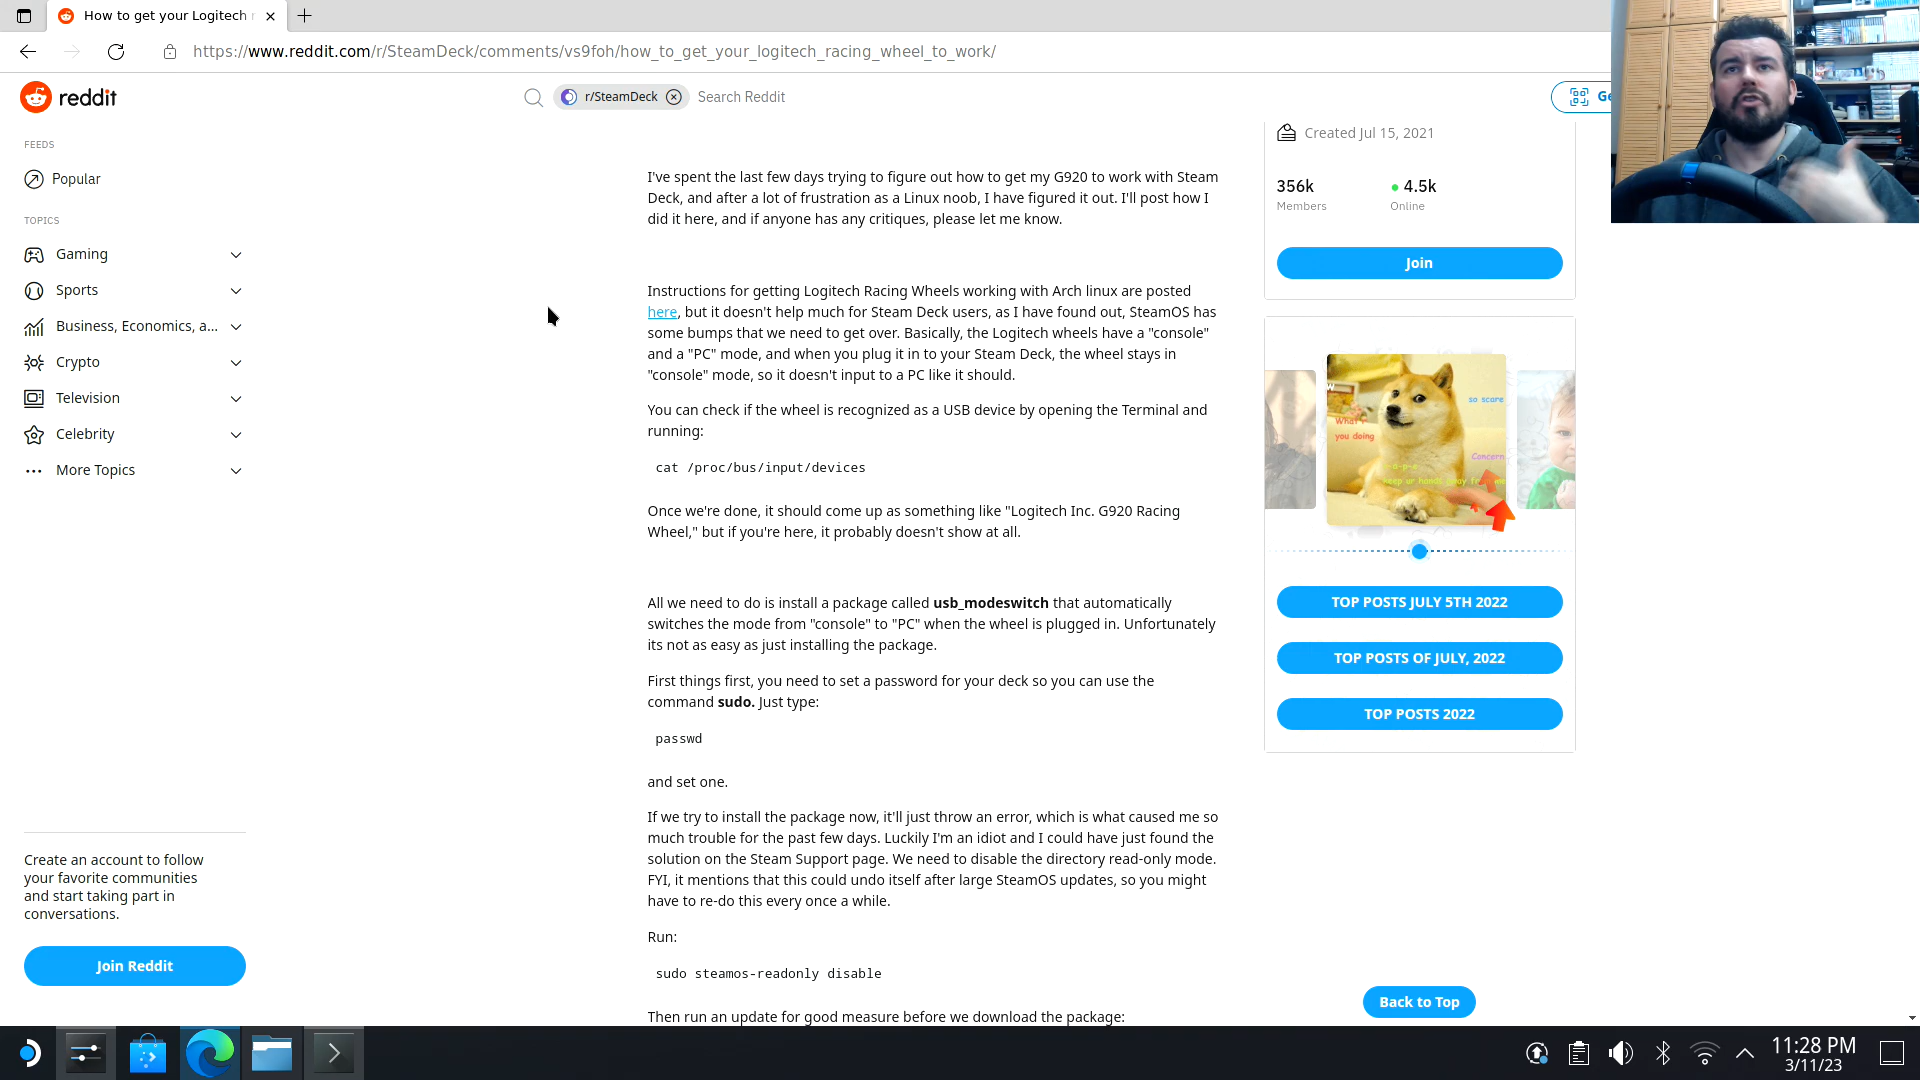 How to get your Logitech r
https://www.reddit.com/r/SteamDeck/comments/vs9foh/how_to_get_your_logitech_racing_wheel_to_work/
reddit
r/SteamDeck
Search Reddit
Ge
FEEDS
Popular
TOPICS
Gaming
Sports
Business, Economics, a...
Crypto
Television
Celebrity
More Topics
Create an account to follow
your favorite communities
and start taking part in
conversations.
Join Reddit
I've spent the last few days trying to figure out how to get my G920 to work with Steam
Deck, and after a lot of frustration as a Linux noob, I have figured it out. I'll post how I
did it here, and if anyone has any critiques, please let me know.
Instructions for getting Logitech Racing Wheels working with Arch linux are posted
here, but it doesn't help much for Steam Deck users, as I have found out, SteamOS has
some bumps that we need to get over. Basically, the Logitech wheels have a "console"
and a "PC" mode, and when you plug it in to your Steam Deck, the wheel stays in
"console" mode, so it doesn't input to a PC like it should.
You can check if the wheel is recognized as a USB device by opening the Terminal and
running:
cat /proc/bus/input/devices
Once we're done, it should come up as something like "Logitech Inc. G920 Racing
Wheel," but if you're here, it probably doesn't show at all.
All we need to do is install a package called usb_modeswitch that automatically
switches the mode from "console" to "PC" when the wheel is plugged in. Unfortunately
its not as easy as just installing the package.
First things first, you need to set a password for your deck so you can use the
command sudo. Just type:
passwd
and set one.
If we try to install the package now, it'll just throw an error, which is what caused me so
much trouble for the past few days. Luckily I'm an idiot and I could have just found the
solution on the Steam Support page. We need to disable the directory read-only mode.
FYI, it mentions that this could undo itself after large SteamOS updates, so you might
have to re-do this every once a while.
Run:
sudo steamos-readonly disable
Then run an update for good measure before we download the package:
Created Jul 15, 2021
356k
4.5k
Members
Online
Join
so scare
What r
you doing
Concern
keep ur hands away from me
TOP POSTS JULY 5TH 2022
TOP POSTS OF JULY, 2022
TOP POSTS 2022
Back to Top
11:28 PM
3/11/23